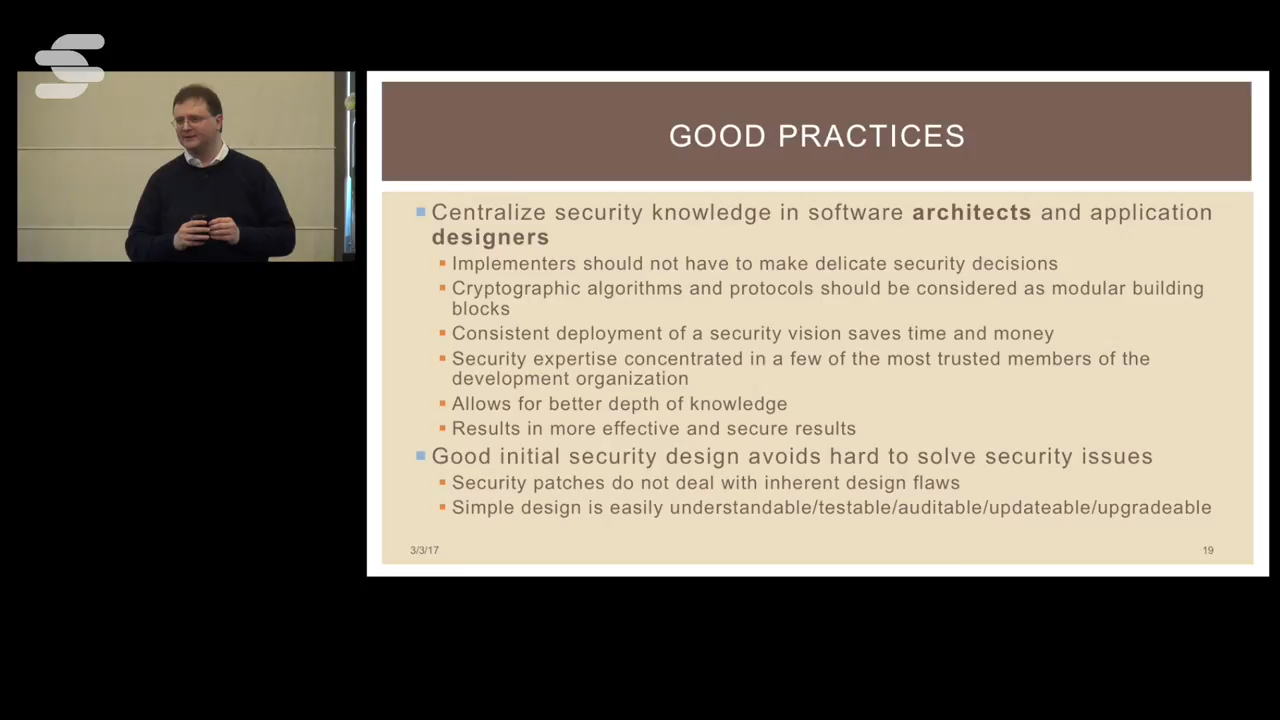 GOOD PRACTICES
Centralize security knowledge in software architects and application
designers
Implementers should not have to make delicate security decisions
Cryptographic algorithms and protocols should be considered as modular building
blocks
Consistent deployment of a security vision saves time and money
Security expertise concentrated in a few of the most trusted members of the
development organization
Allows for better depth of knowledge
Results in more effective and secure results
Good initial security design avoids hard to solve security issues
Security patches do not deal with inherent design flaws
Simple design is easily understandable/testable/auditable/updateable/upgradeable
3/3/17
19